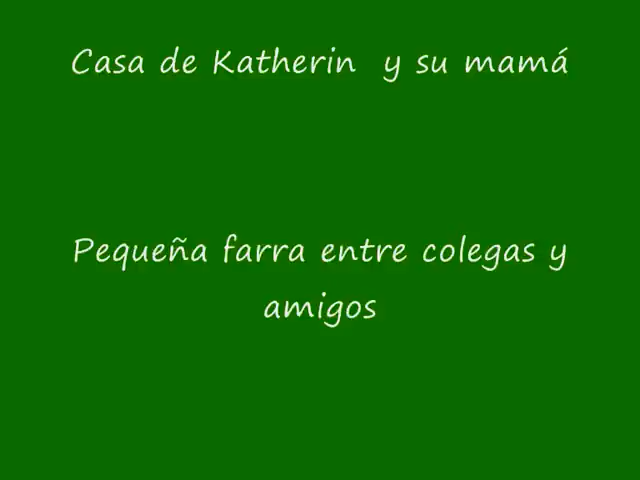 Casa de Katherin  y su mamá
Pequeña farra entre colegas y
amigos